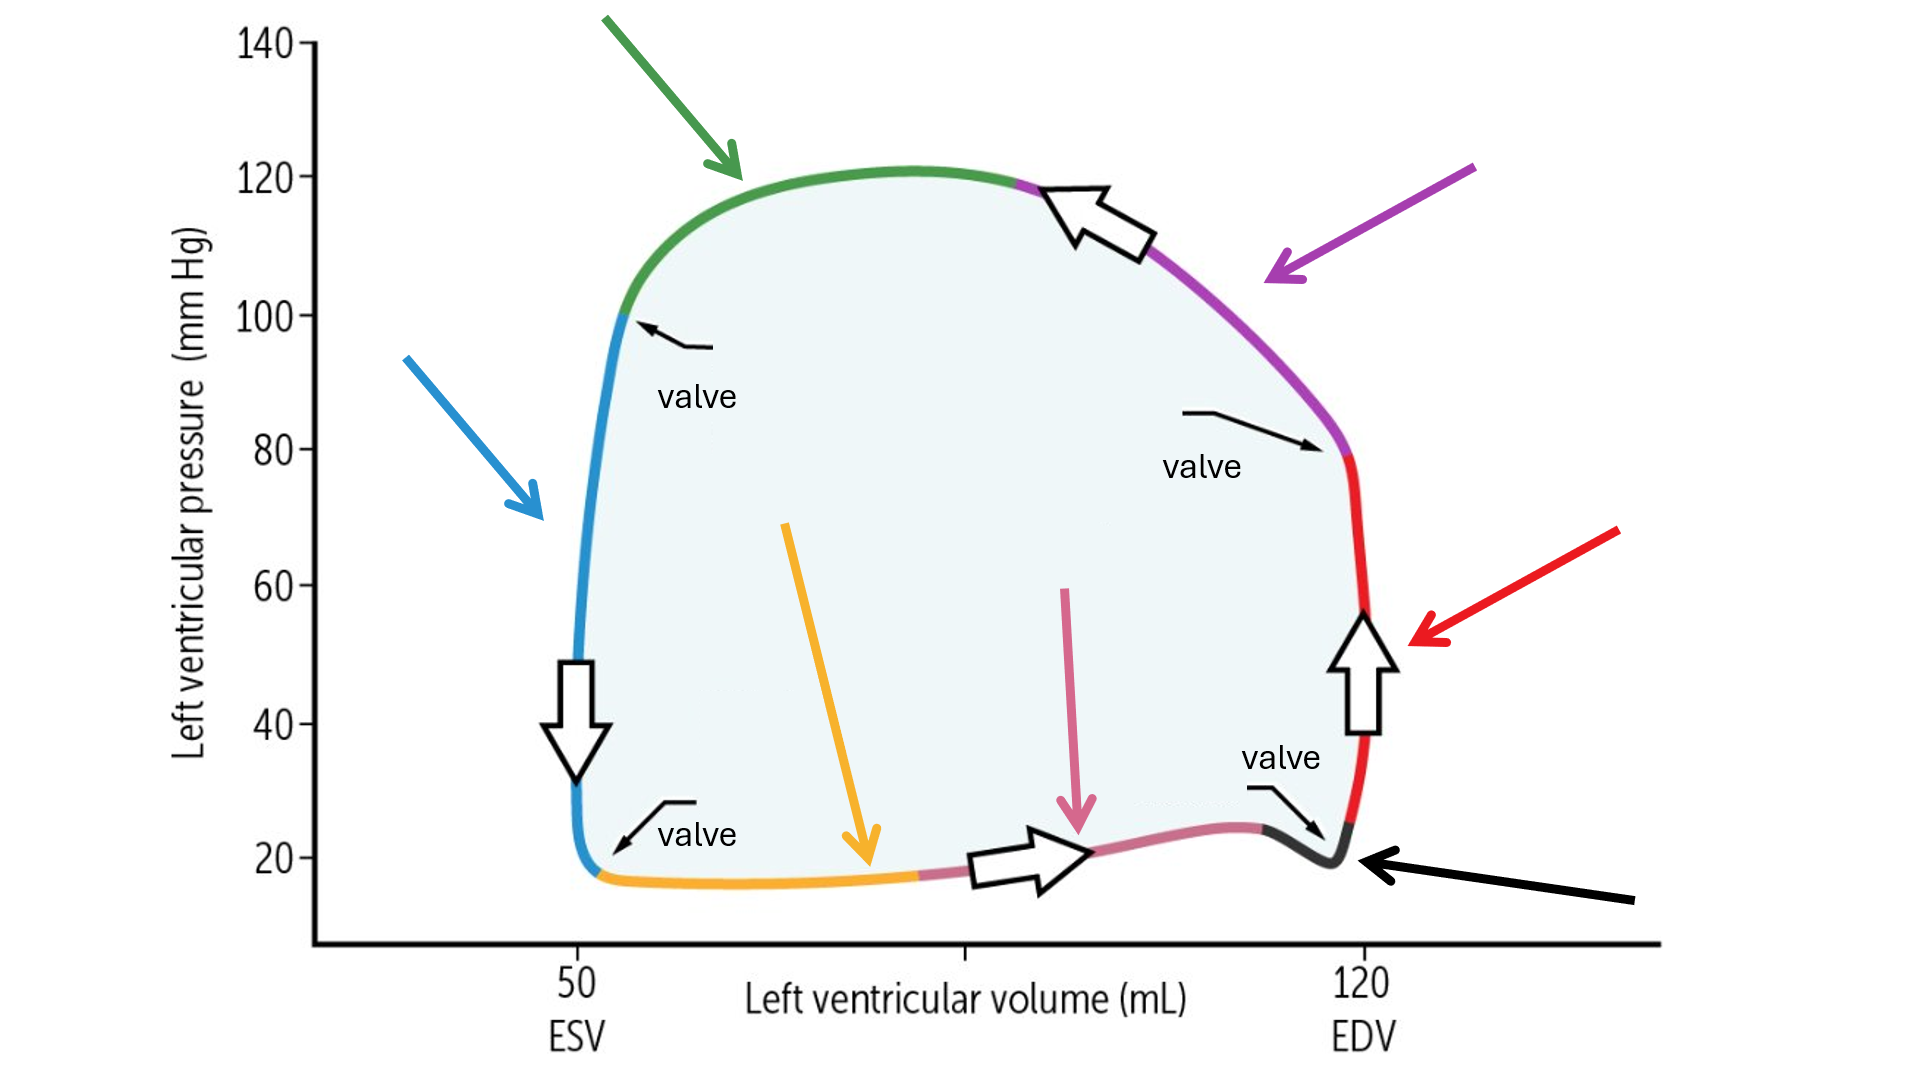 140
120
100
80
60
40
20
Left ventricular pressure (mm Hg)
valve
valve
valve
valve
50
ESV
Left ventricular volume (mL)
120
EDV